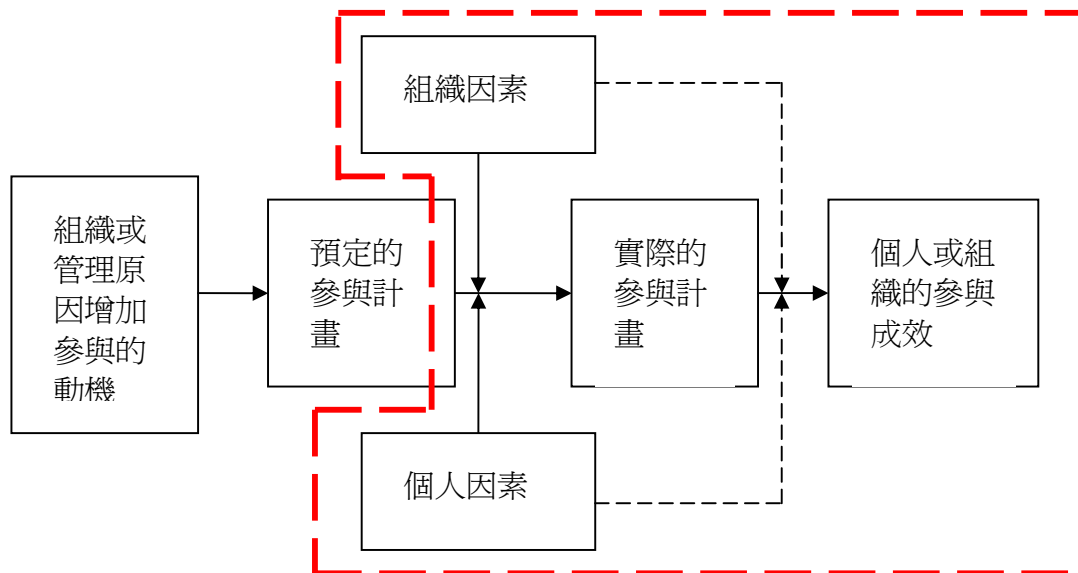 組織因素
組織或
管理原
因增加
參與的
動機
預定的
參與計
畫
實際的
參與計
畫
個人或組
織的參與
成效
個人因素